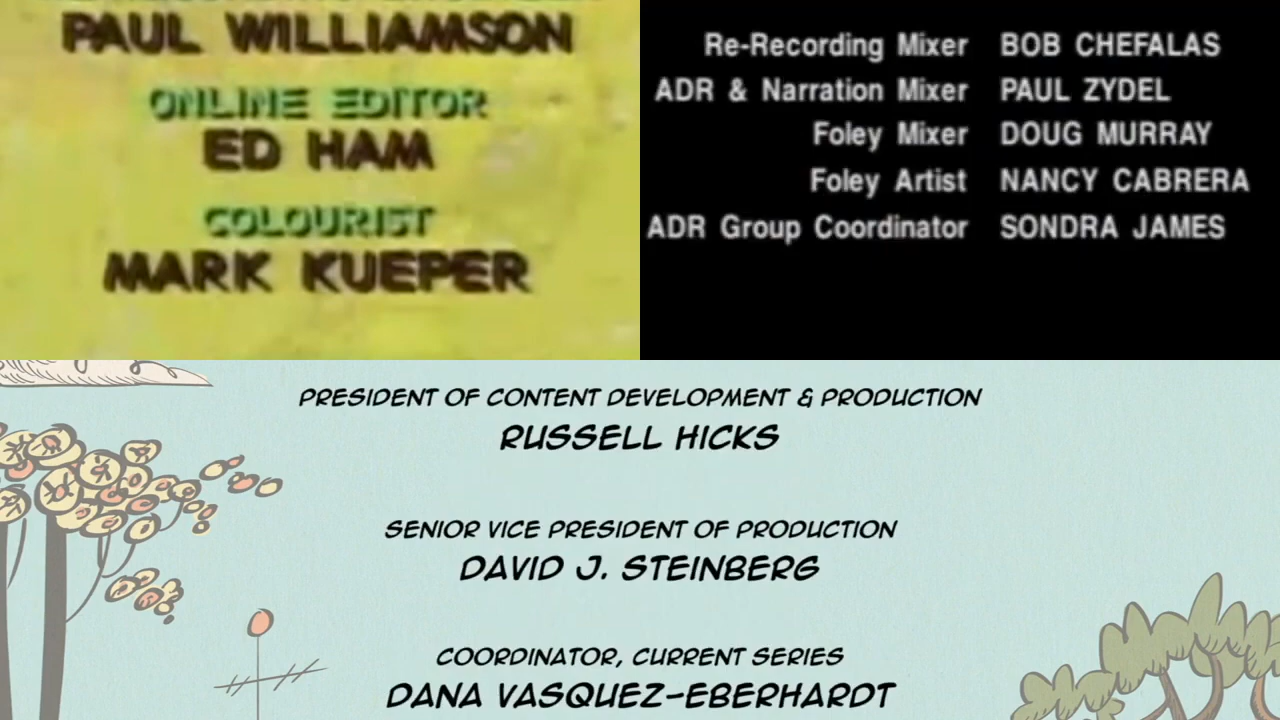 PAUL WILLIAMSON
ONLINE EDITOR
ED HAM
COLOURIST
MARK KUEPER
Re-Recording Mixer BOB CHEFALAS
ADR & Narration Mixer PAUL ZYDEL
Foley Mixer DOUG MURRAY
Foley Artist NANCY CABRERA
ADR Group Coordinator SONDRA JAMES
PRESIDENT OF CONTENT DEVELOPMENT & PRODUCTION
RUSSELL HICKS
SENIOR VICE PRESIDENT OF PRODUCTION
DAVID J. STEINBERG
COORDINATOR, CURRENT SERIES
DANA VASQUEZ-EBERHARDT